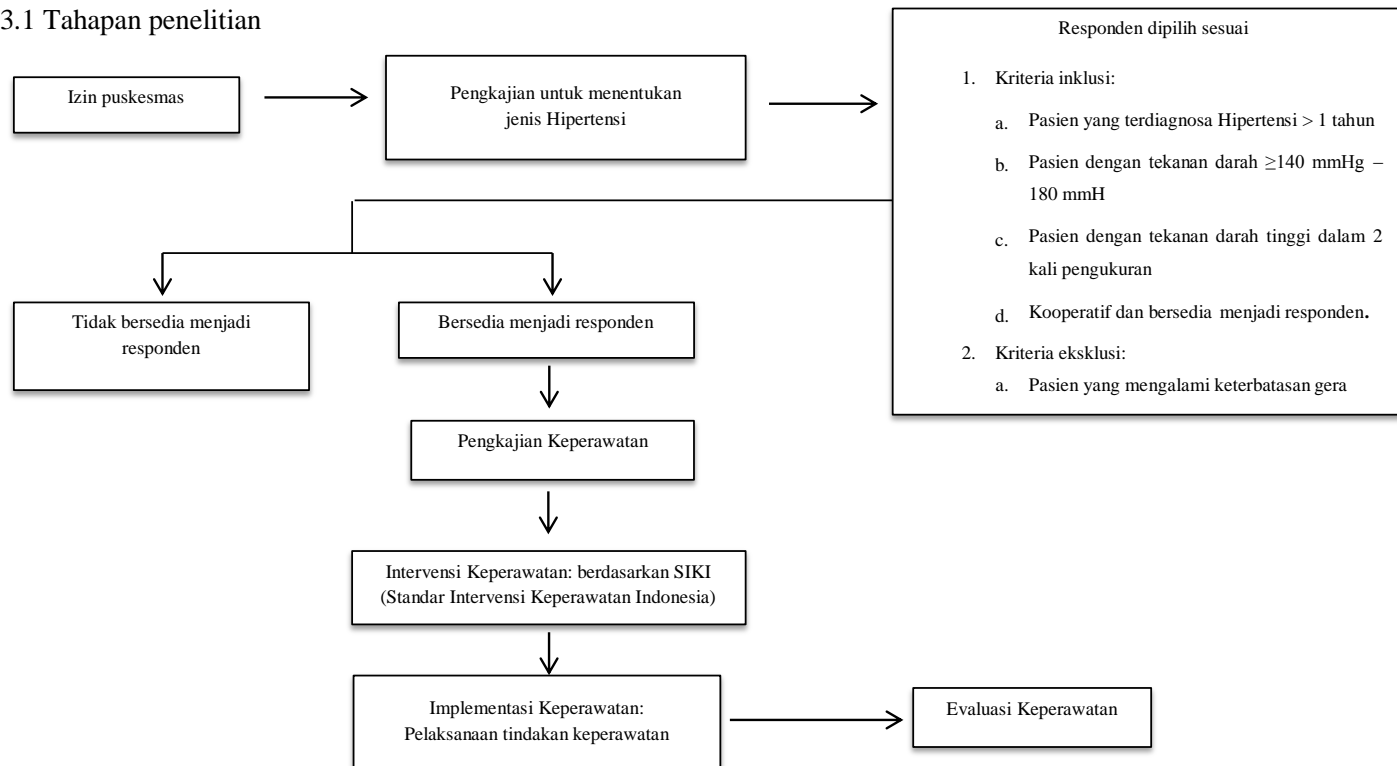 3.1 Tahapan penelitian
Izin puskesmas
Pengkajian untuk menentukan
jenis Hipertensi
Responden dipilih sesuai
1. Kriteria inklusi:
a. Pasien yang terdiagnosa Hipertensi > 1 tahun
b. Pasien dengan tekanan darah ≥140 mmHg –
180 mmH
c. Pasien dengan tekanan darah tinggi dalam 2
kali pengukuran
d. Kooperatif dan bersedia menjadi responden.
2. Kriteria eksklusi:
a. Pasien yang mengalami keterbatasan gera
Tidak bersedia menjadi
responden
Bersedia menjadi responden
Pengkajian Keperawatan
Intervensi Keperawatan: berdasarkan SIKI
(Standar Intervensi Keperawatan Indonesia)
Implementasi Keperawatan:
Pelaksanaan tindakan keperawatan
Evaluasi Keperawatan